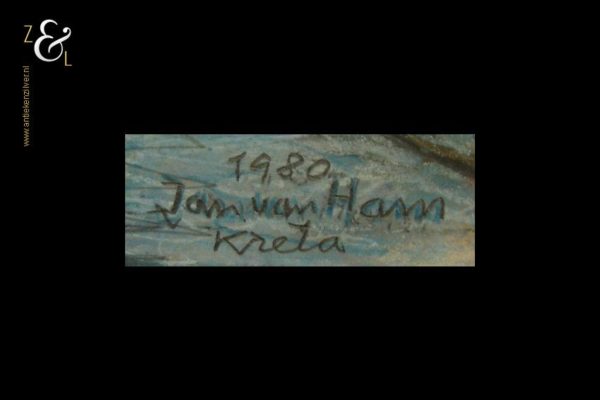 Z & L
www.antiekenzilver.nl
1980
Jan van Ham
Kreta